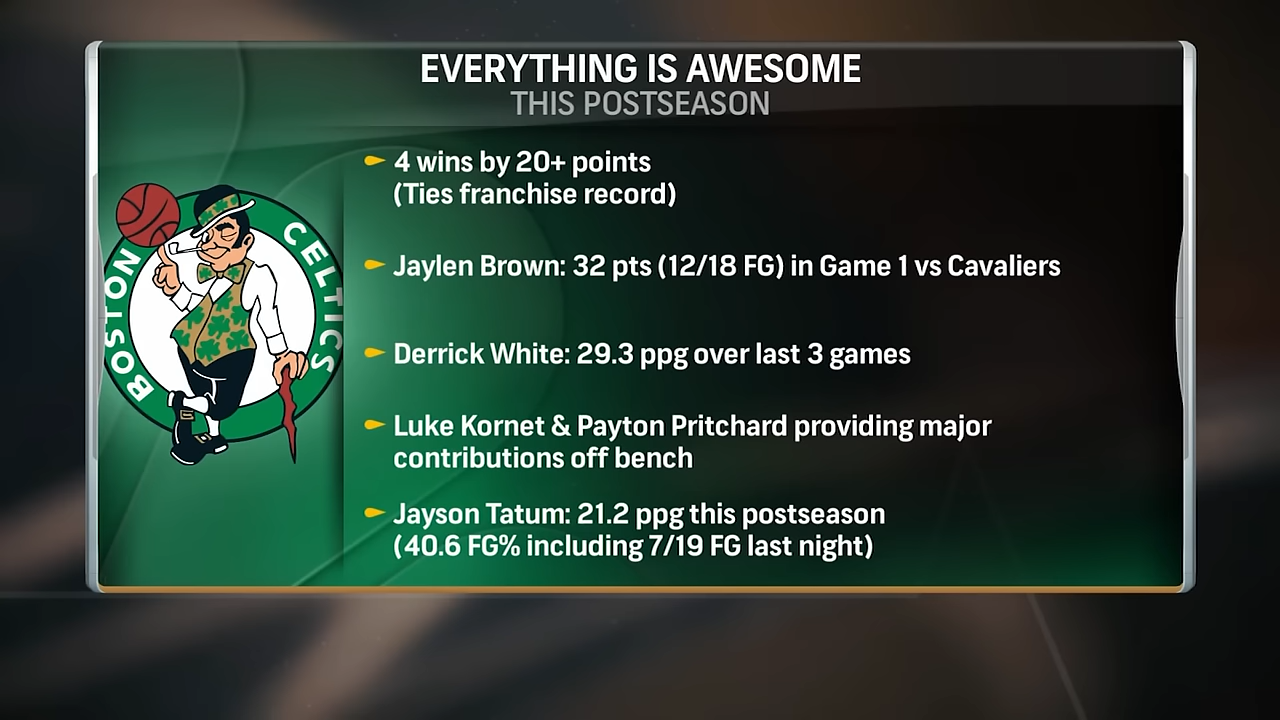 EVERYTHING IS AWESOME
THIS POSTSEASON
BOSTON CELTICS
4 wins by 20+ points
(Ties franchise record)
Jaylen Brown: 32 pts (12/18 FG) in Game 1 vs Cavaliers
Derrick White: 29.3 ppg over last 3 games
Luke Kornet & Payton Pritchard providing major
contributions off bench
Jayson Tatum: 21.2 ppg this postseason
(40.6 FG% including 7/19 FG last night)